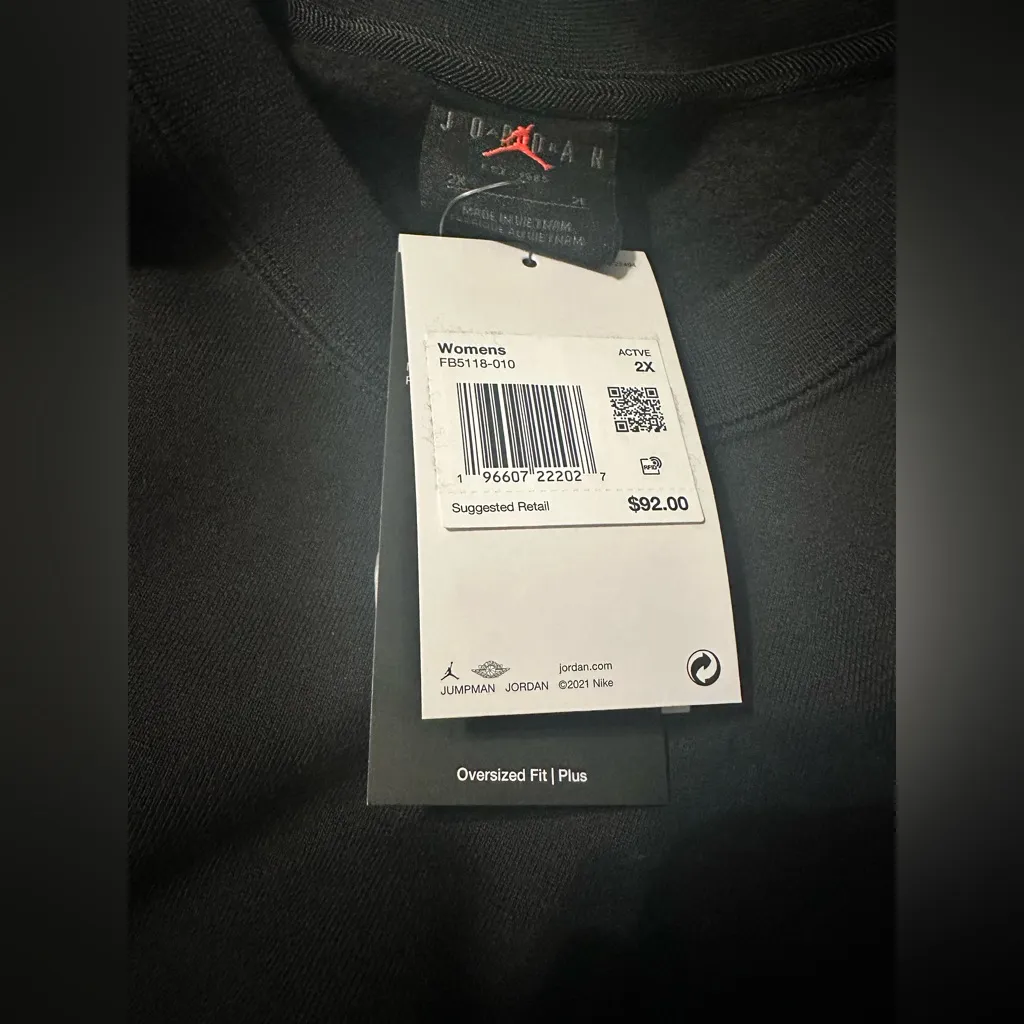 JORDAN
2X
MADE IN VIETNAM
Womens
FB5118-010
ACTVE
2X
RFID
1 96607 22202 7
Suggested Retail
$92.00
JUMPMAN
JORDAN
jordan.com
©2021 Nike
Oversized Fit | Plus